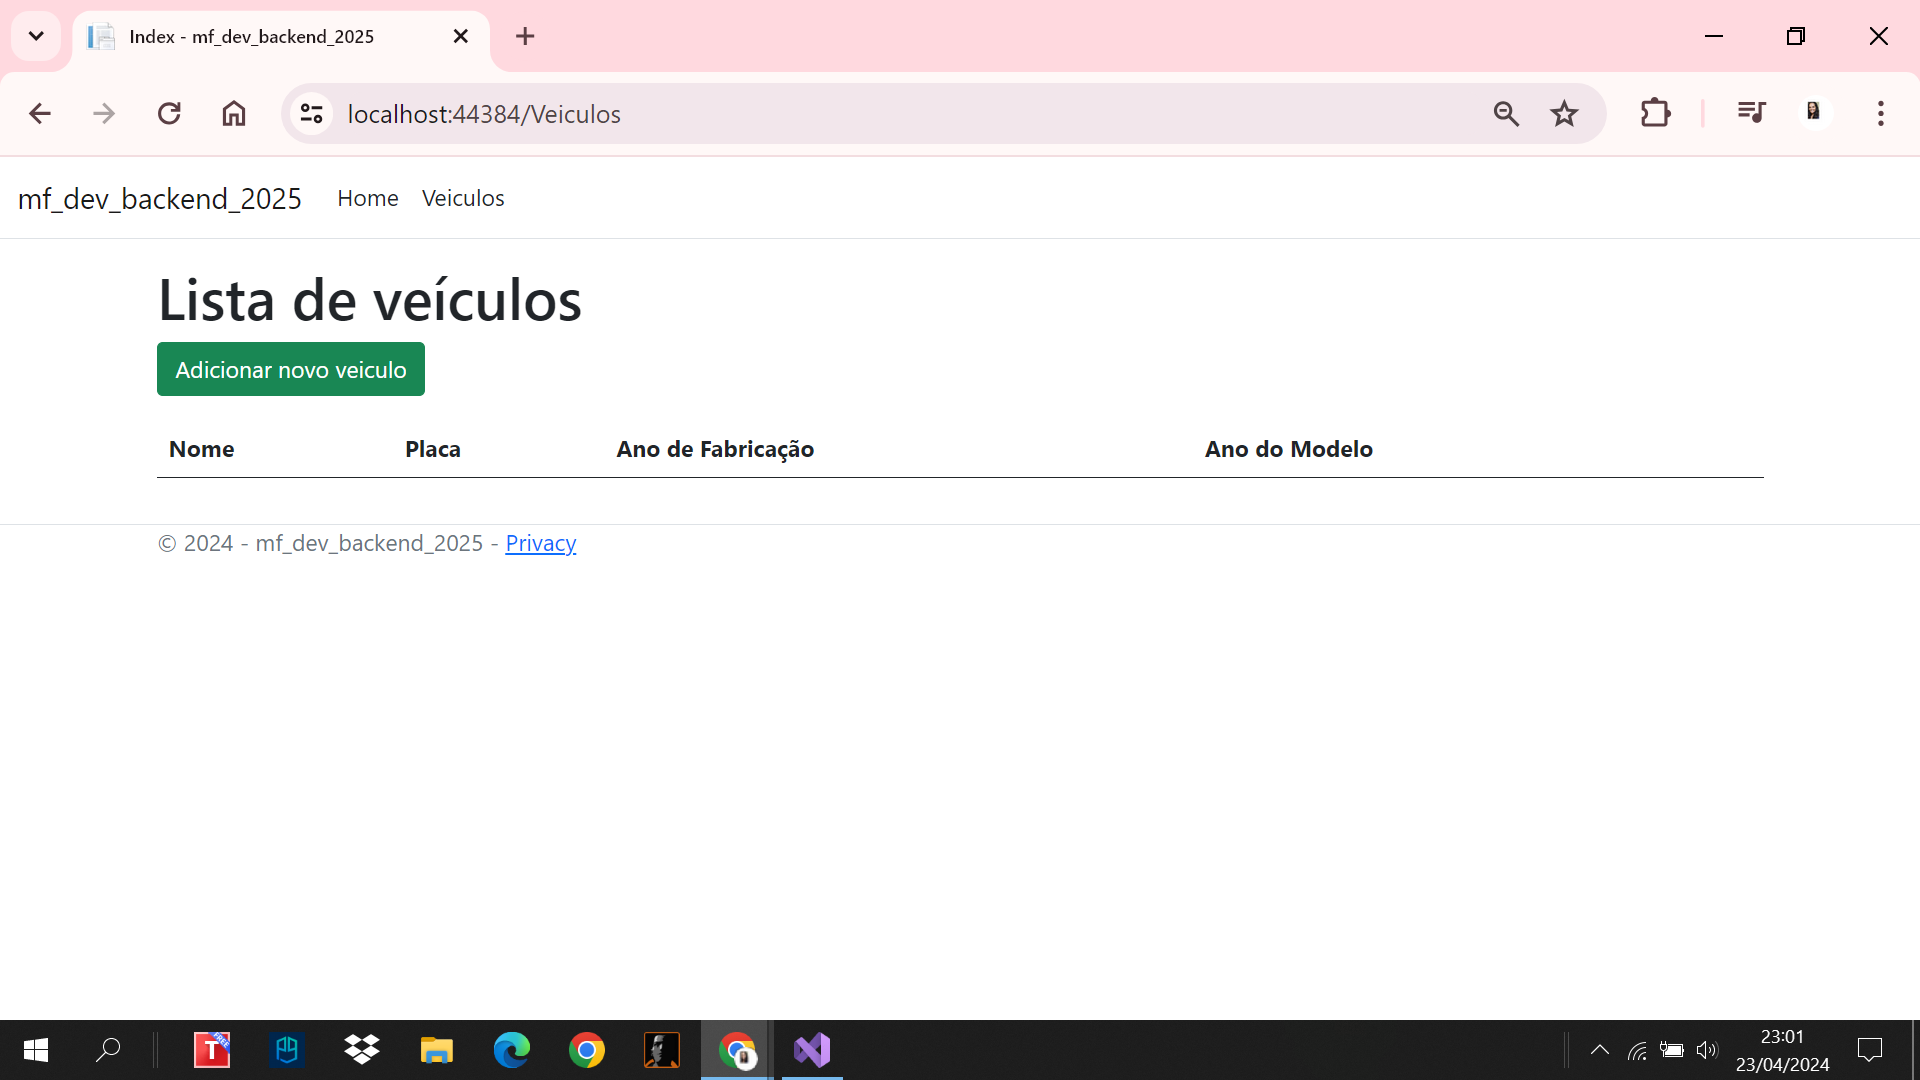 Index - mf_dev_backend_2025
localhost:44384/Veiculos
mf_dev_backend_2025 Home Veiculos
Lista de veículos
Adicionar novo veiculo
Nome Placa Ano de Fabricação Ano do Modelo
© 2024 - mf_dev_backend_2025 - Privacy
T FREE
23:01
23/04/2024